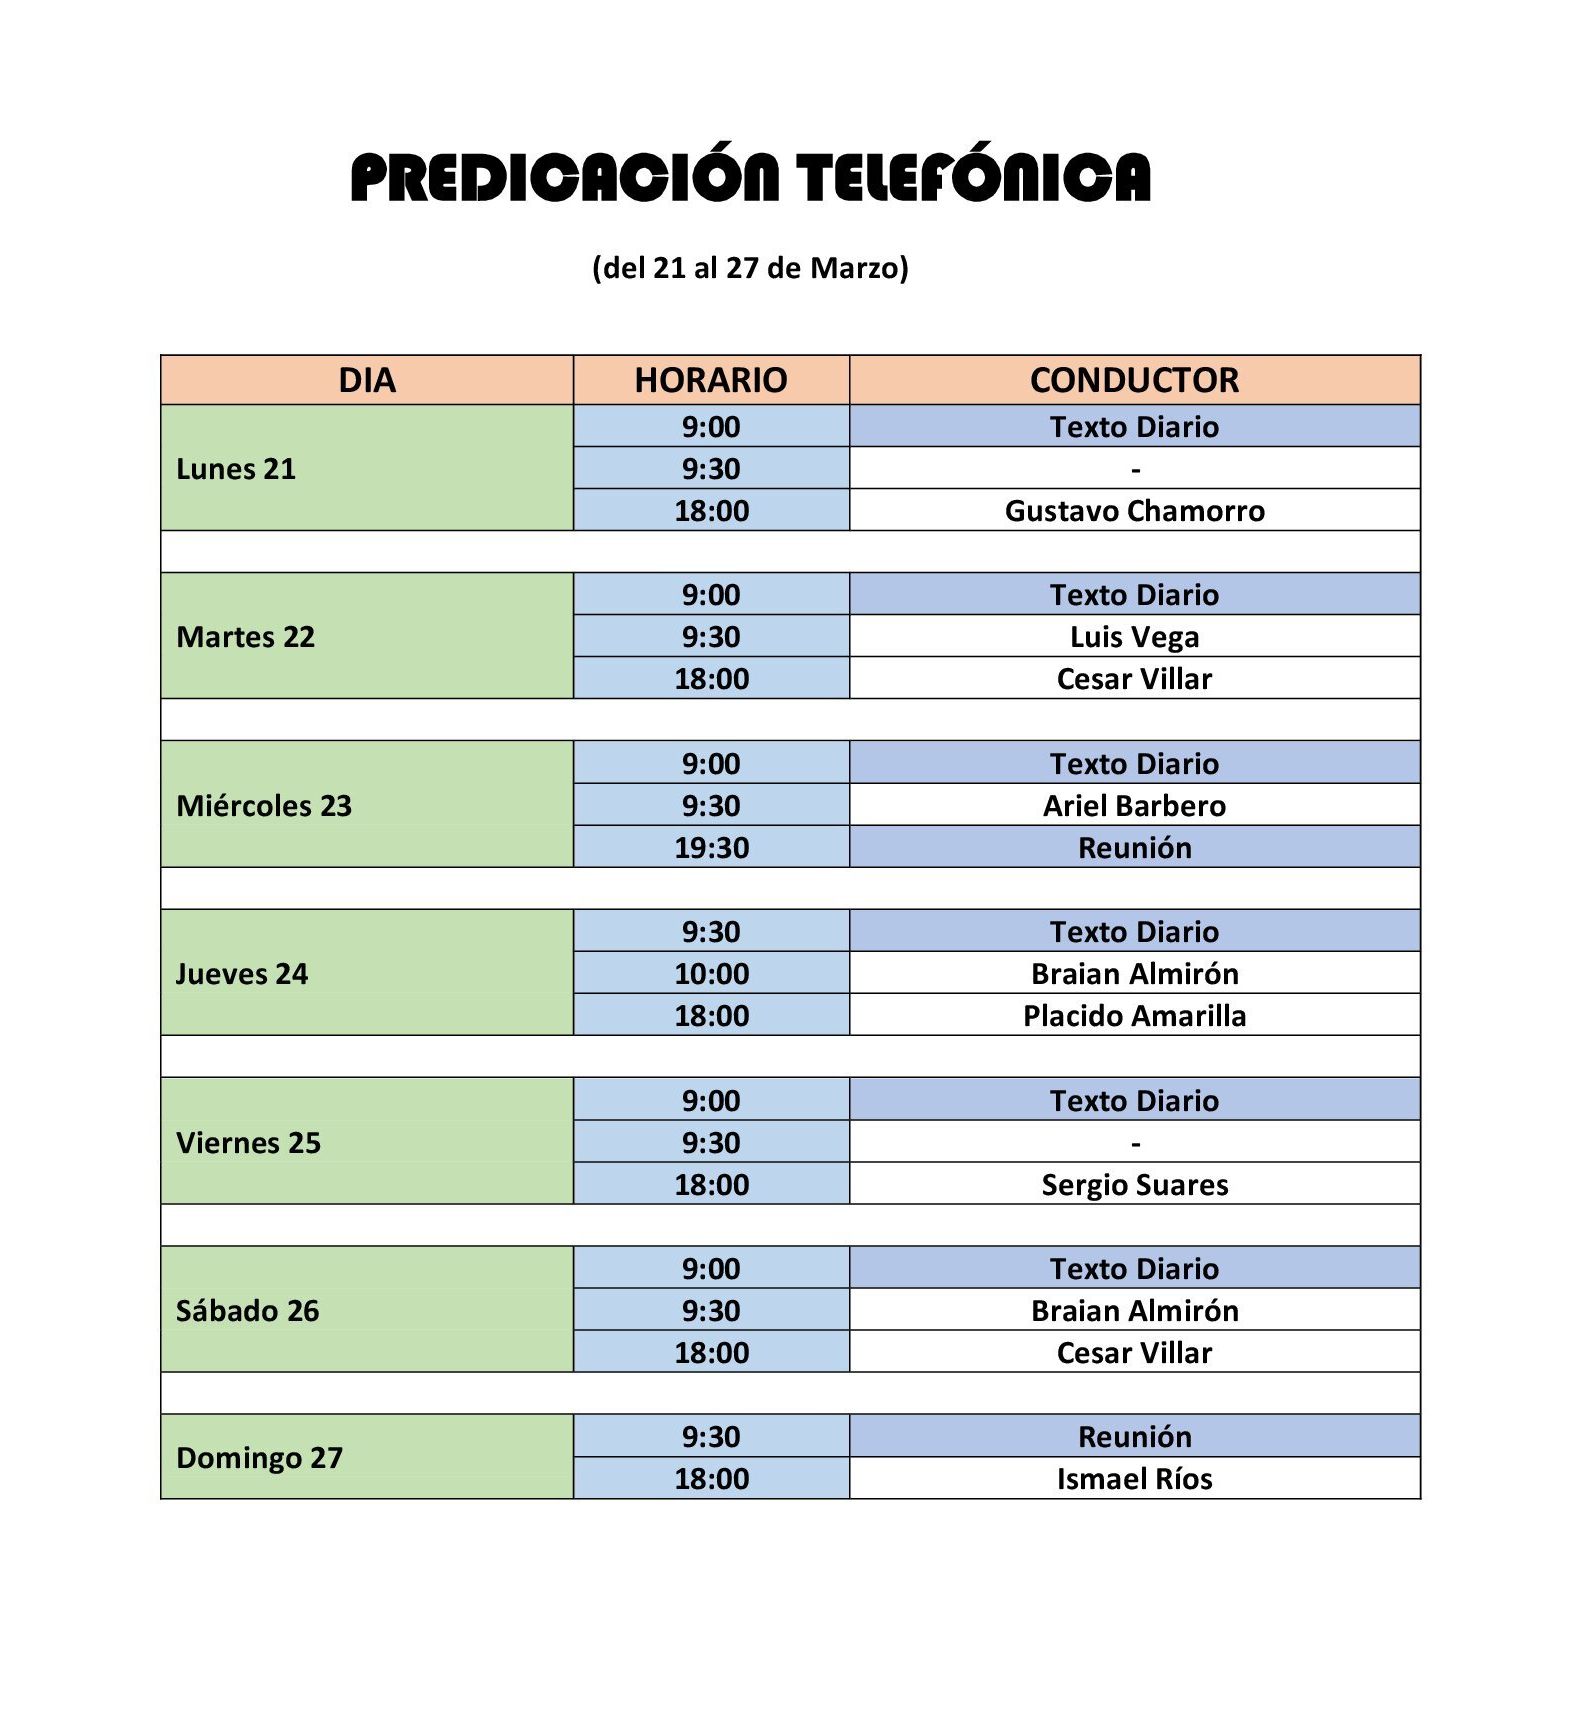 PREDICACIÓN TELEFÓNICA
(del 21 al 27 de Marzo)
DIA HORARIO CONDUCTOR
Lunes 21
9:00 Texto Diario
9:30 -
18:00 Gustavo Chamorro
Martes 22
9:00 Texto Diario
9:30 Luis Vega
18:00 Cesar Villar
Miércoles 23
9:00 Texto Diario
9:30 Ariel Barbero
19:30 Reunión
Jueves 24
9:30 Texto Diario
10:00 Braian Almirón
18:00 Placido Amarilla
Viernes 25
9:00 Texto Diario
9:30 -
18:00 Sergio Suares
Sábado 26
9:00 Texto Diario
9:30 Braian Almirón
18:00 Cesar Villar
Domingo 27
9:30 Reunión
18:00 Ismael Ríos